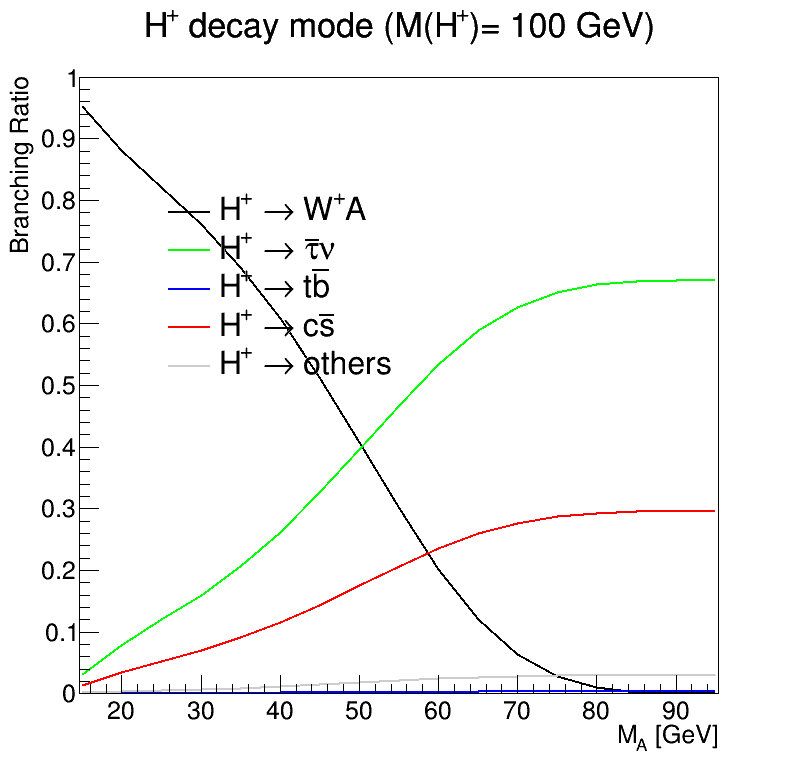 H⁺ decay mode (M(H⁺)= 100 GeV)
Branching Ratio
1
0.9
0.8
0.7
0.6
0.5
0.4
0.3
0.2
0.1
0
H⁺ → W⁺A
H⁺ → τ̅ν
H⁺ → tb̅
H⁺ → cs̅
H⁺ → others
20 30 40 50 60 70 80 90
M_A [GeV]